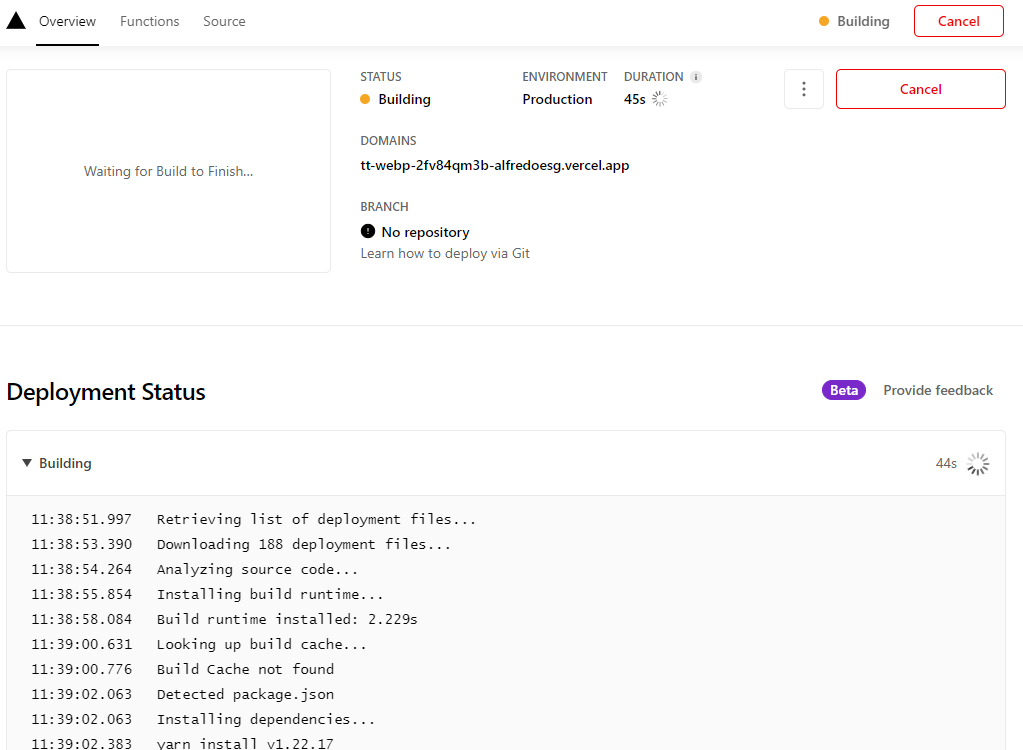 Overview Functions Source Building Cancel
STATUS ENVIRONMENT DURATION
Building Production 45s Cancel
DOMAINS
Waiting for Build to Finish...
tt-webp-2fv84qm3b-alfredoesg.vercel.app
BRANCH
No repository
Learn how to deploy via Git
Deployment Status Beta Provide feedback
Building 44s
11:38:51.997 Retrieving list of deployment files...
11:38:53.390 Downloading 188 deployment files...
11:38:54.264 Analyzing source code...
11:38:55.854 Installing build runtime...
11:38:58.084 Build runtime installed: 2.229s
11:39:00.631 Looking up build cache...
11:39:00.776 Build Cache not found
11:39:02.063 Detected package.json
11:39:02.063 Installing dependencies...
11:39:02.383 yarn install v1.22.17